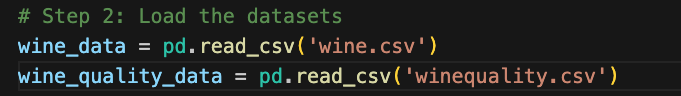 # Step 2: Load the datasets
wine_data = pd.read_csv('wine.csv')
wine_quality_data = pd.read_csv('winequality.csv')